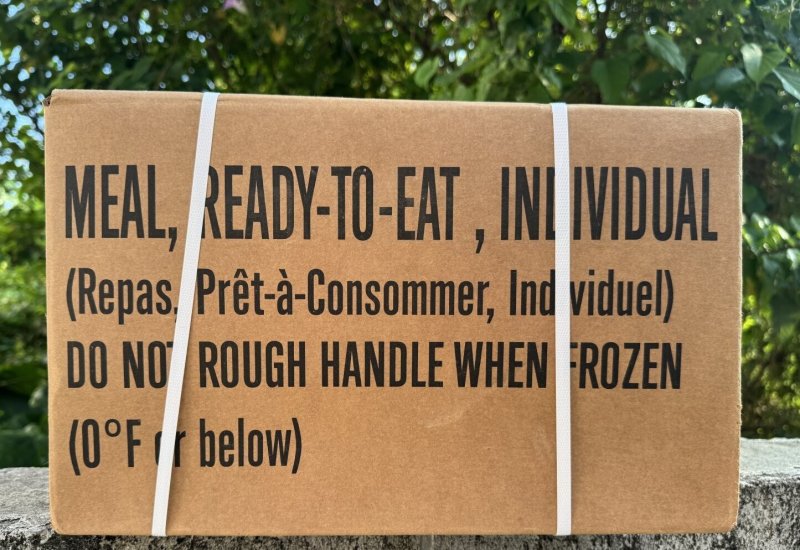 MEAL, READY-TO-EAT , INDIVIDUAL
(Repas, Prêt-à-Consommer, Individuel)
DO NOT ROUGH HANDLE WHEN FROZEN
(0°F or below)